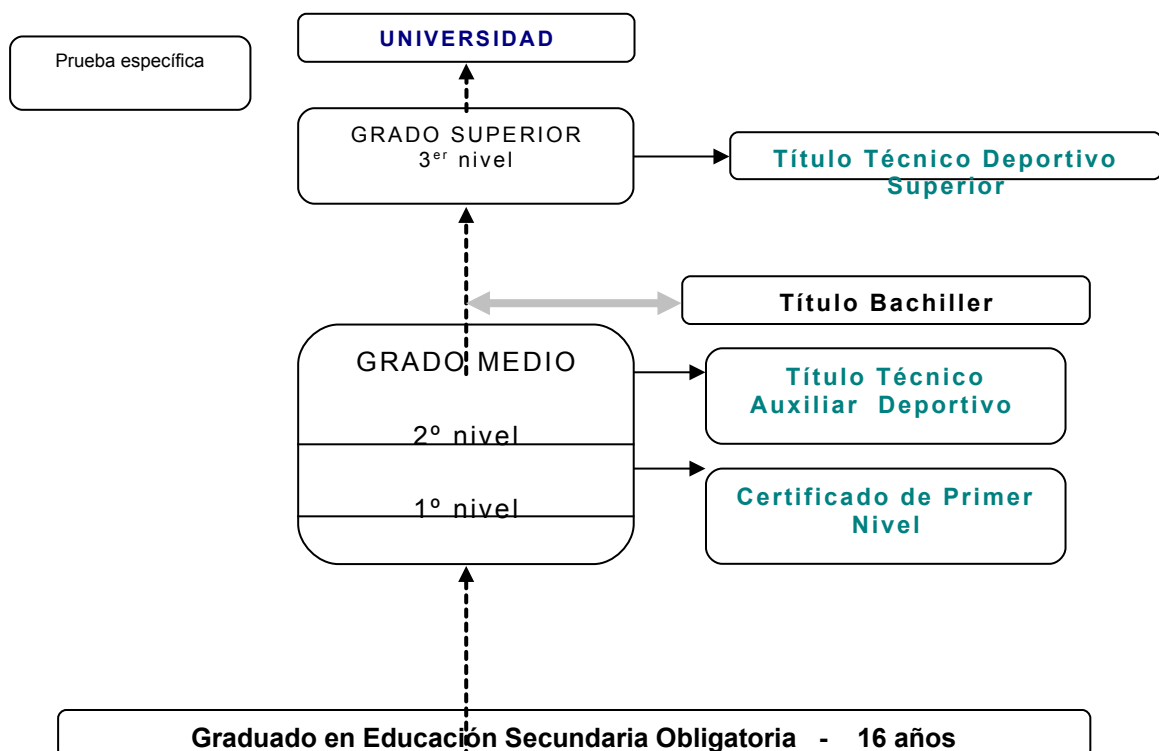 UNIVERSIDAD
Prueba específica
GRADO SUPERIOR
3er nivel
Título Técnico Deportivo
Superior
Título Bachiller
GRADO MEDIO
Título Técnico
Auxiliar Deportivo
2º nivel
Certificado de Primer
Nivel
1º nivel
Graduado en Educación Secundaria Obligatoria - 16 años